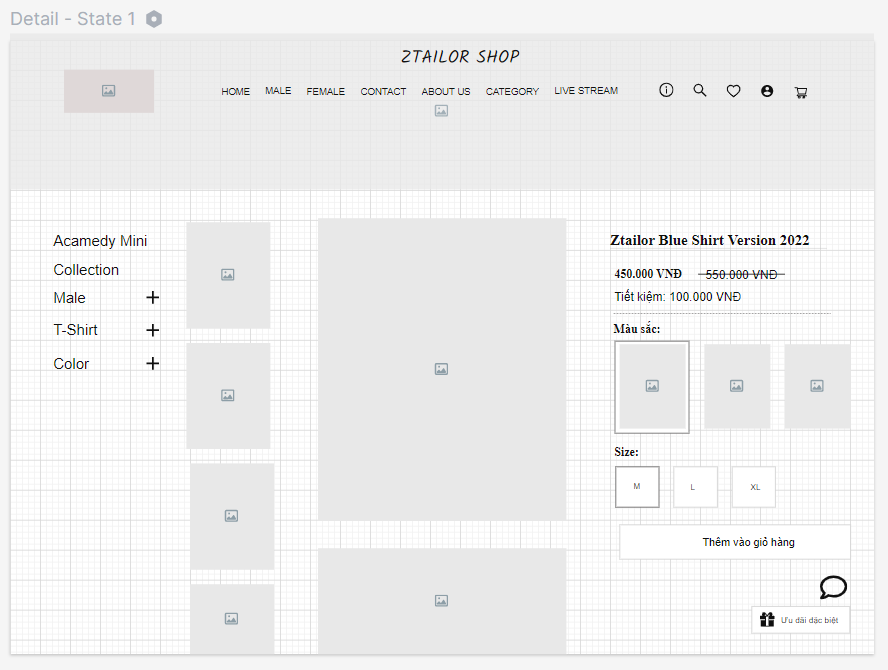 Detail - State 1
ZTAILOR SHOP
HOME MALE FEMALE CONTACT ABOUT US CATEGORY LIVE STREAM
Acamedy Mini
Collection
Male
T-Shirt
Color
Ztailor Blue Shirt Version 2022
450.000 VNĐ 550.000 VNĐ
Tiết kiệm: 100.000 VNĐ
Màu sắc:
Size:
M L XL
Thêm vào giỏ hàng
Ưu đãi đặc biệt